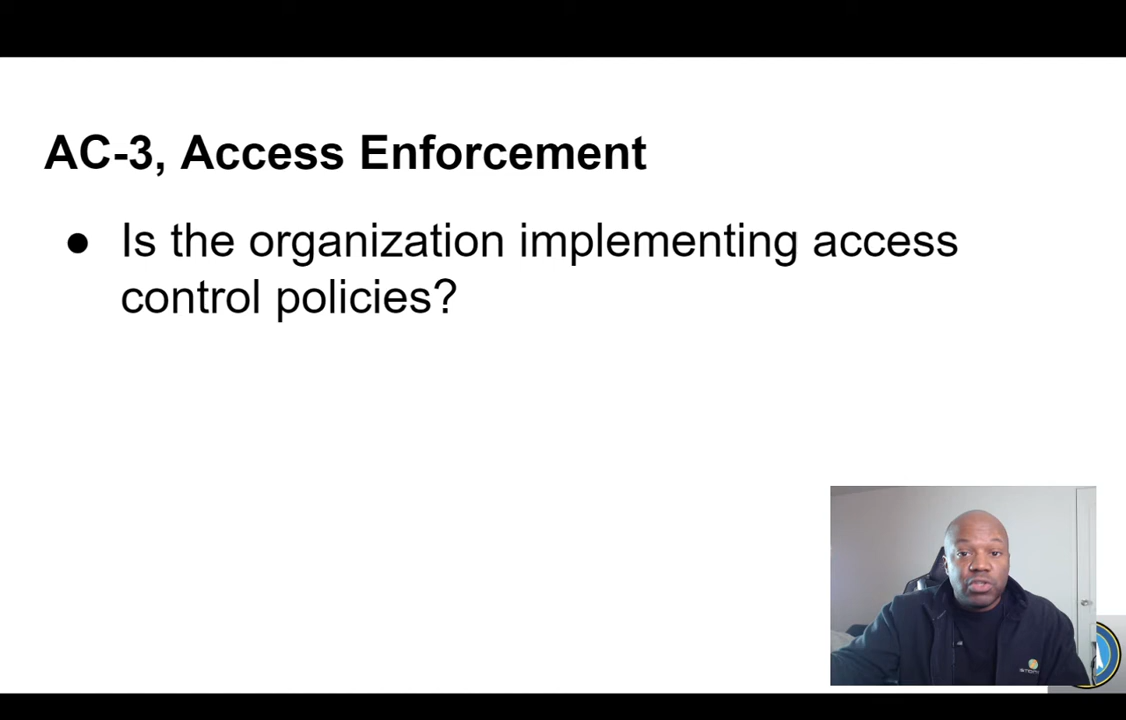 AC-3, Access Enforcement
● Is the organization implementing access
control policies?